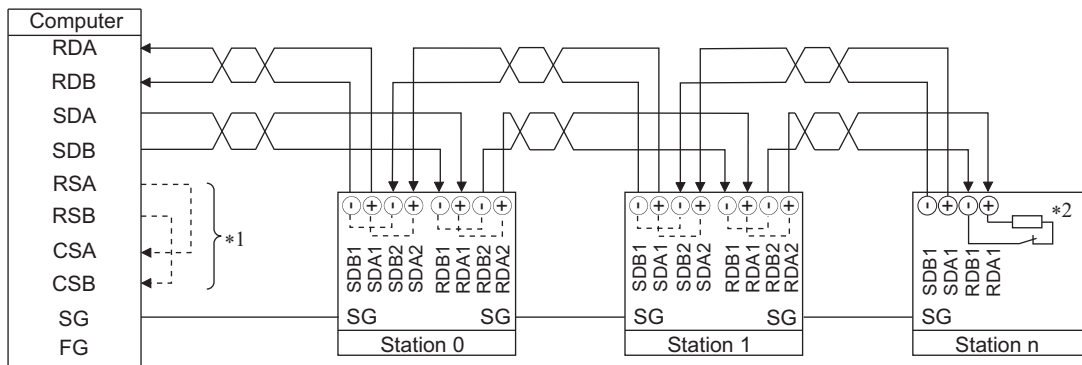 Computer
RDA
RDB
SDA
SDB
RSA
RSB
CSA
CSB
SG
FG
*1
- + - + - + - +
SDB1 SDA1 SDB2 SDA2 RDB1 RDA1 RDB2 RDA2
SG SG
Station 0
- + - + - + - +
SDB1 SDA1 SDB2 SDA2 RDB1 RDA1 RDB2 RDA2
SG SG
Station 1
- + - +
*2
SDB1 SDA1 RDB1 RDA1
SG
Station n